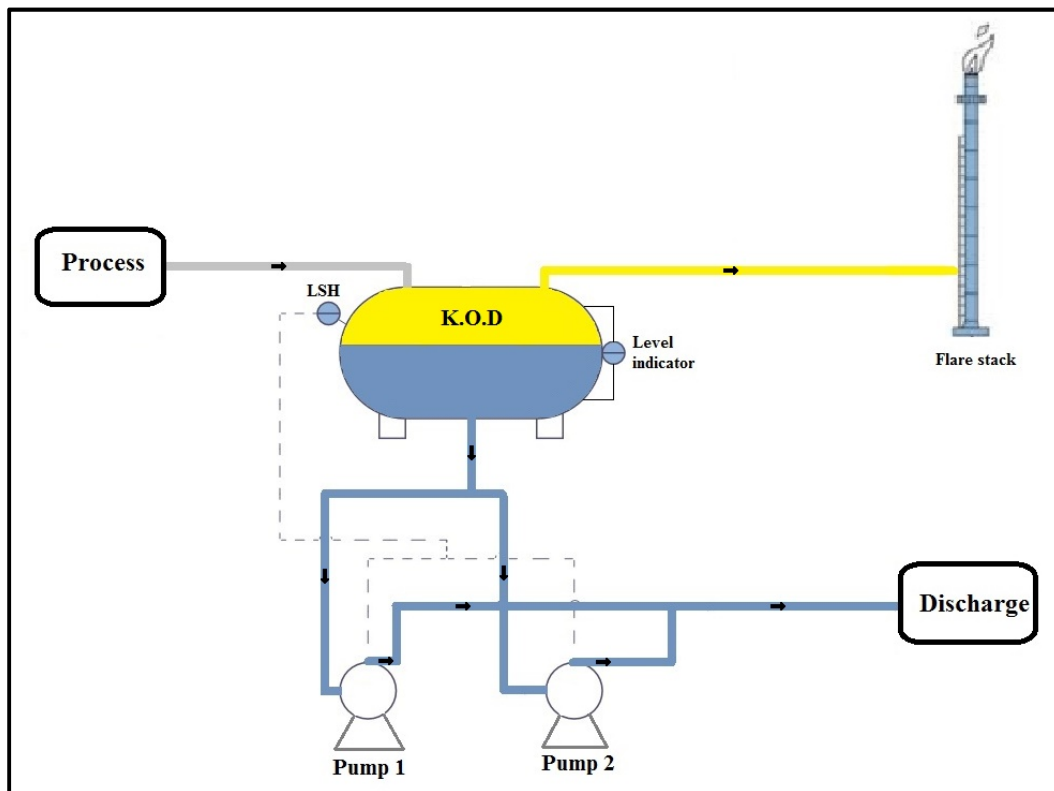 Process
LSH
K.O.D
Level
indicator
Flare stack
Discharge
Pump 1
Pump 2